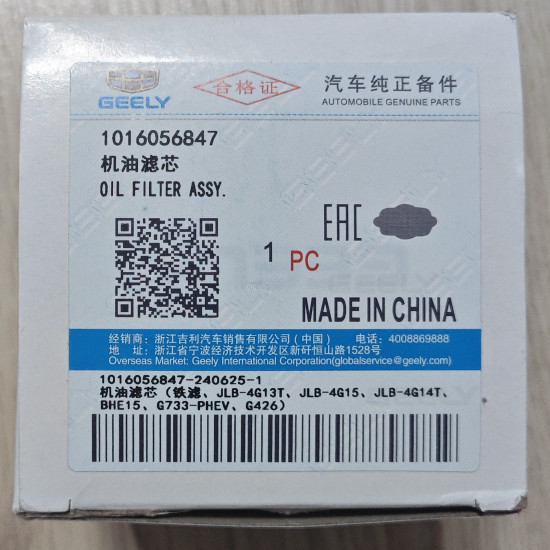 GEELY
合格证
汽车纯正备件
AUTOMOBILE GENUINE PARTS
1016056847
机油滤芯
OIL FILTER ASSY.
EAC
1 PC
GEELY
MADE IN CHINA
经销商：浙江吉利汽车销售有限公司（中国） 电话：4008869888
地 址：浙江省宁波经济技术开发区新矸恒山路1528号
Overseas Market: Geely International Corporation(globalservice@geely.com)
1016056847-240625-1
机油滤芯（铁滤、JLB-4G13T、JLB-4G15、JLB-4G14T、
BHE15、G733-PHEV、G426）